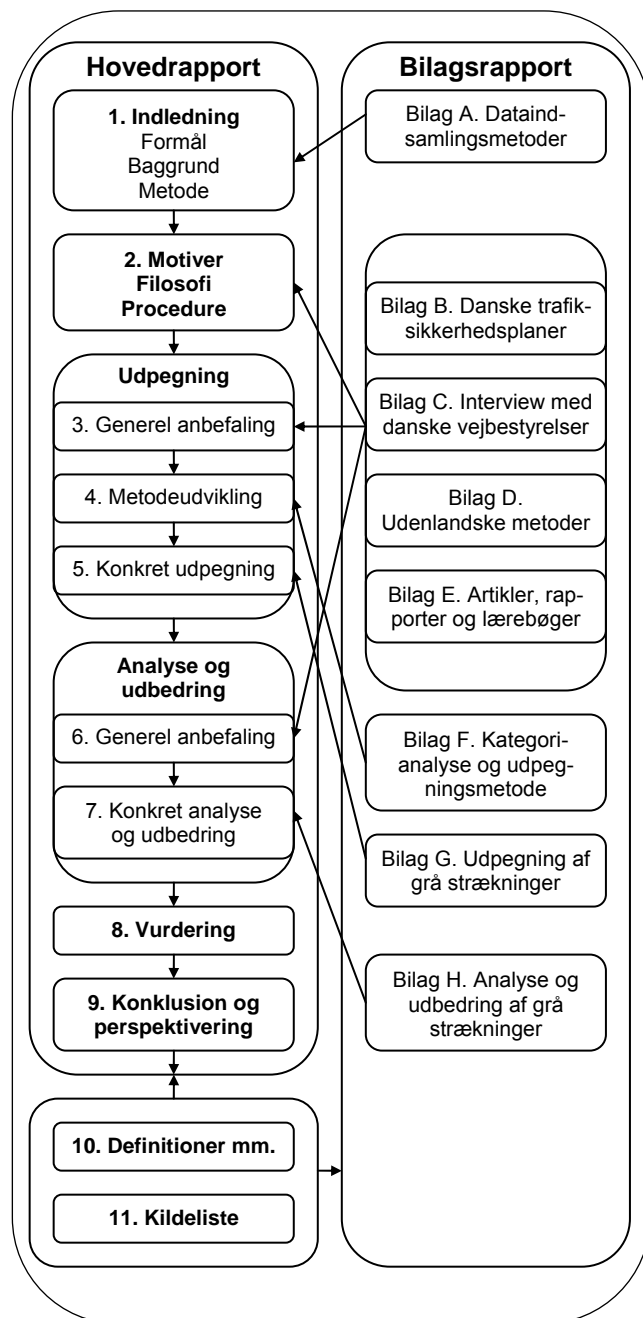 Hovedrapport
1. Indledning
Formål
Baggrund
Metode
2. Motiver
Filosofi
Procedure
Udpegning
3. Generel anbefaling
4. Metodeudvikling
5. Konkret udpegning
Analyse og
udbedring
6. Generel anbefaling
7. Konkret analyse
og udbedring
8. Vurdering
9. Konklusion og
perspektivering
10. Definitioner mm.
11. Kildeliste
Bilagsrapport
Bilag A. Dataind-
samlingsmetoder
Bilag B. Danske trafik-
sikkerhedsplaner
Bilag C. Interview med
danske vejbestyrelser
Bilag D.
Udenlandske metoder
Bilag E. Artikler, rap-
porter og lærebøger
Bilag F. Kategori-
analyse og udpeg-
ningsmetode
Bilag G. Udpegning af
grå strækninger
Bilag H. Analyse og
udbedring af grå
strækninger